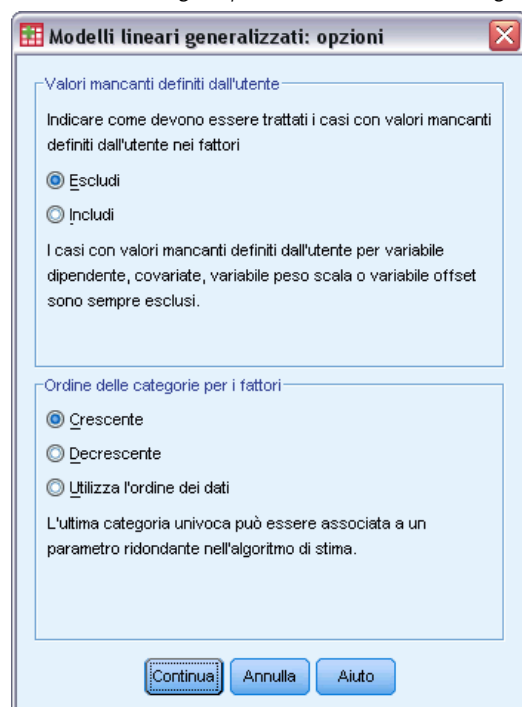 Modelli lineari generalizzati: opzioni
Valori mancanti definiti dall'utente
Indicare come devono essere trattati i casi con valori mancanti
definiti dall'utente nei fattori
Escludi
Includi
I casi con valori mancanti definiti dall'utente per variabile
dipendente, covariate, variabile peso scala o variabile offset
sono sempre esclusi.
Ordine delle categorie per i fattori
Crescente
Decrescente
Utilizza l'ordine dei dati
L'ultima categoria univoca può essere associata a un
parametro ridondante nell'algoritmo di stima.
Continua Annulla Aiuto